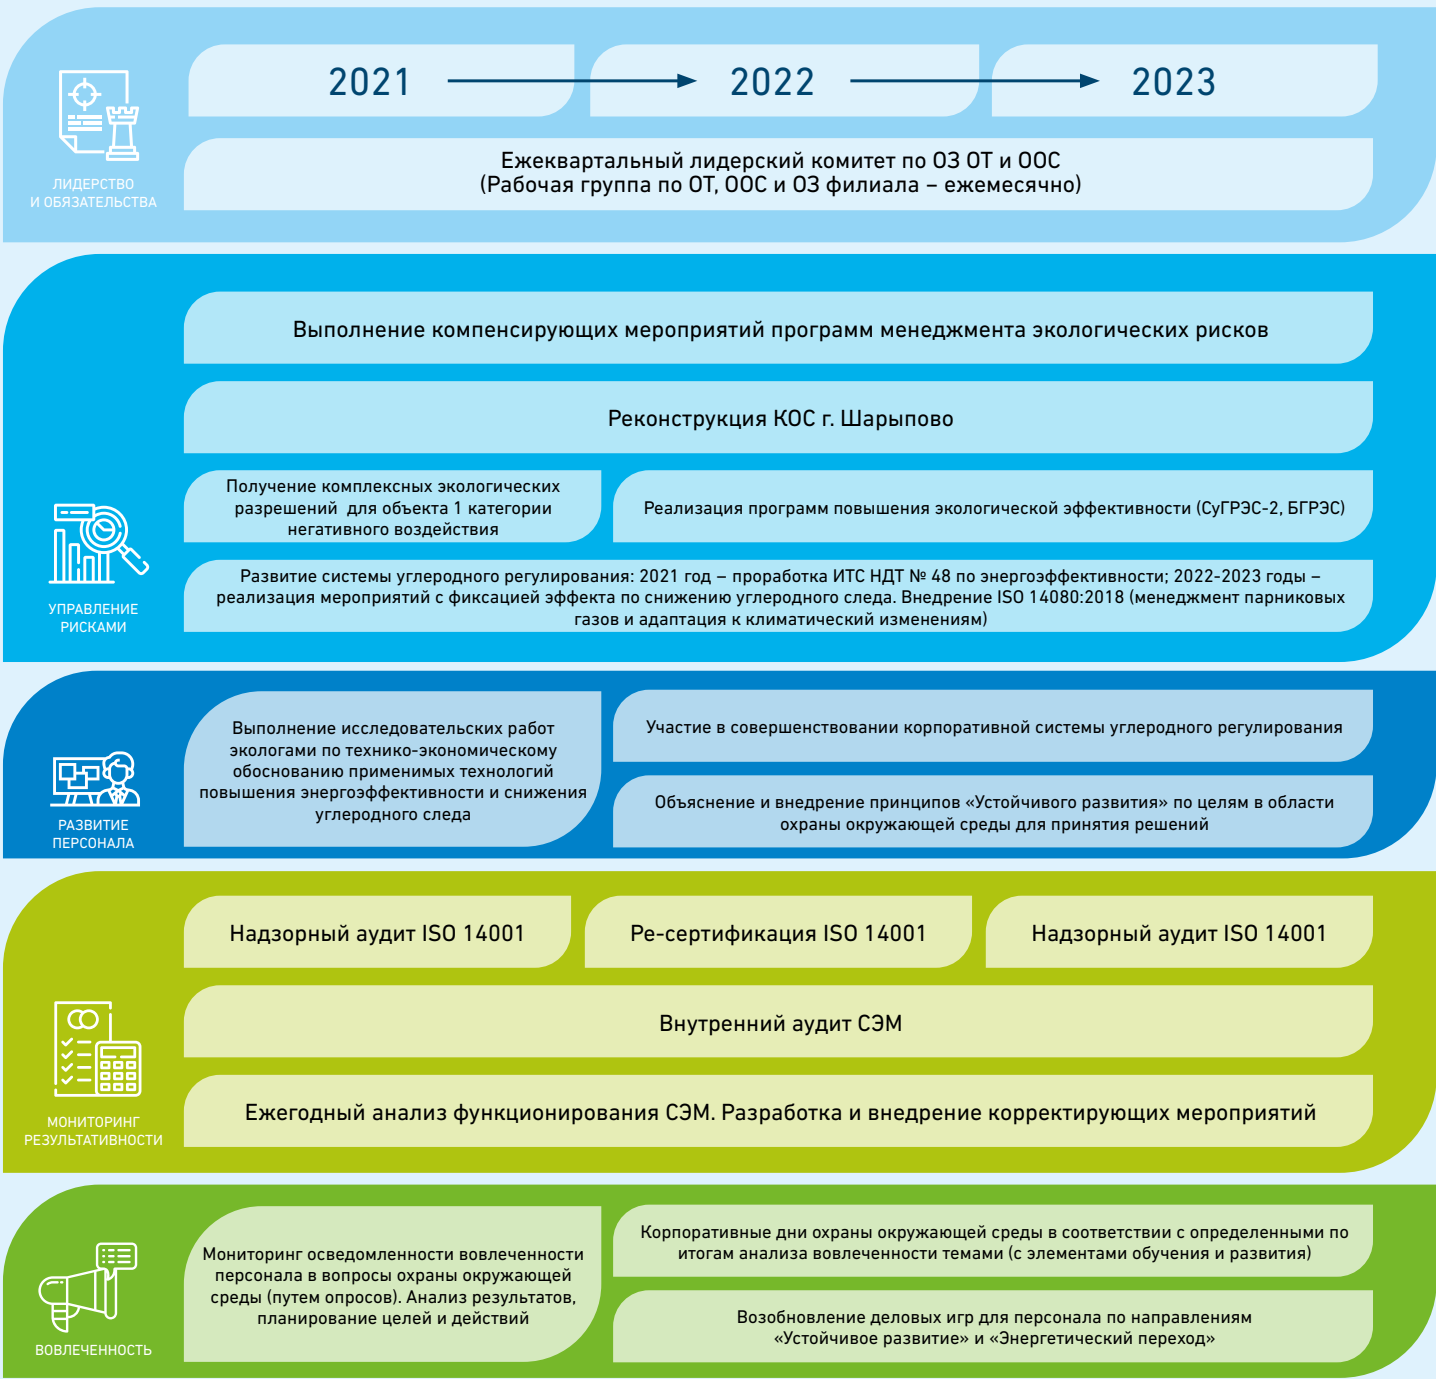 2021
2022
2023
ЛИДЕРСТВО
И ОБЯЗАТЕЛЬСТВА
Ежеквартальный лидерский комитет по ОЗ ОТ и ООС
(Рабочая группа по ОТ, ООС и ОЗ филиала – ежемесячно)
УПРАВЛЕНИЕ
РИСКАМИ
Выполнение компенсирующих мероприятий программ менеджмента экологических рисков
Реконструкция КОС г. Шарыпово
Получение комплексных экологических
разрешений для объекта 1 категории
негативного воздействия
Реализация программ повышения экологической эффективности (СуГРЭС-2, БГРЭС)
Развитие системы углеродного регулирования: 2021 год – проработка ИТС НДТ № 48 по энергоэффективности; 2022-2023 годы –
реализация мероприятий с фиксацией эффекта по снижению углеродного следа. Внедрение ISO 14080:2018 (менеджмент парниковых
газов и адаптация к климатический изменениям)
РАЗВИТИЕ
ПЕРСОНАЛА
Выполнение исследовательских работ
экологами по технико-экономическому
обоснованию применимых технологий
повышения энергоэффективности и снижения
углеродного следа
Участие в совершенствовании корпоративной системы углеродного регулирования
Объяснение и внедрение принципов «Устойчивого развития» по целям в области
охраны окружающей среды для принятия решений
МОНИТОРИНГ
РЕЗУЛЬТАТИВНОСТИ
Надзорный аудит ISO 14001
Ре-сертификация ISO 14001
Надзорный аудит ISO 14001
Внутренний аудит СЭМ
Ежегодный анализ функционирования СЭМ. Разработка и внедрение корректирующих мероприятий
ВОВЛЕЧЕННОСТЬ
Мониторинг осведомленности вовлеченности
персонала в вопросы охраны окружающей
среды (путем опросов). Анализ результатов,
планирование целей и действий
Корпоративные дни охраны окружающей среды в соответствии с определенными по
итогам анализа вовлеченности темами (с элементами обучения и развития)
Возобновление деловых игр для персонала по направлениям
«Устойчивое развитие» и «Энергетический переход»